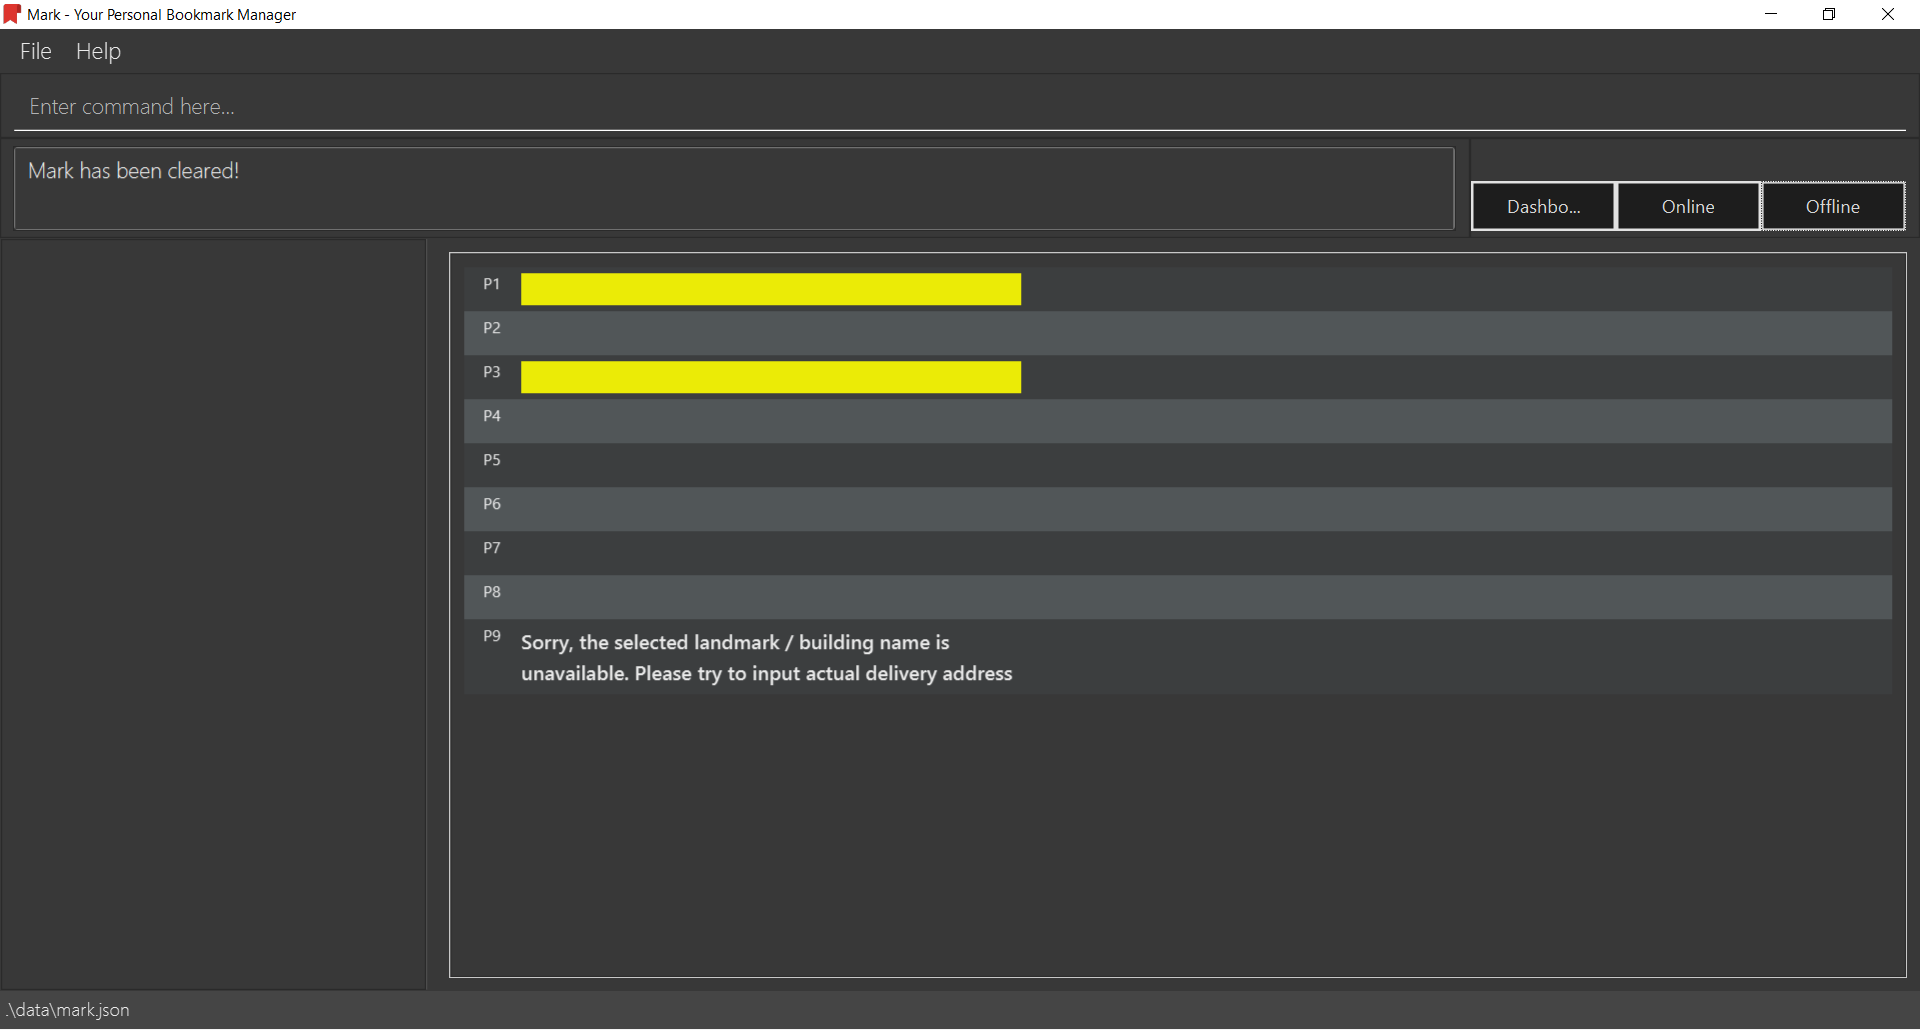 Mark - Your Personal Bookmark Manager
File Help
Enter command here...
Mark has been cleared!
Dashbo... Online Offline
P1
P2
P3
P4
P5
P6
P7
P8
P9 Sorry, the selected landmark / building name is
unavailable. Please try to input actual delivery address
.\data\mark.json